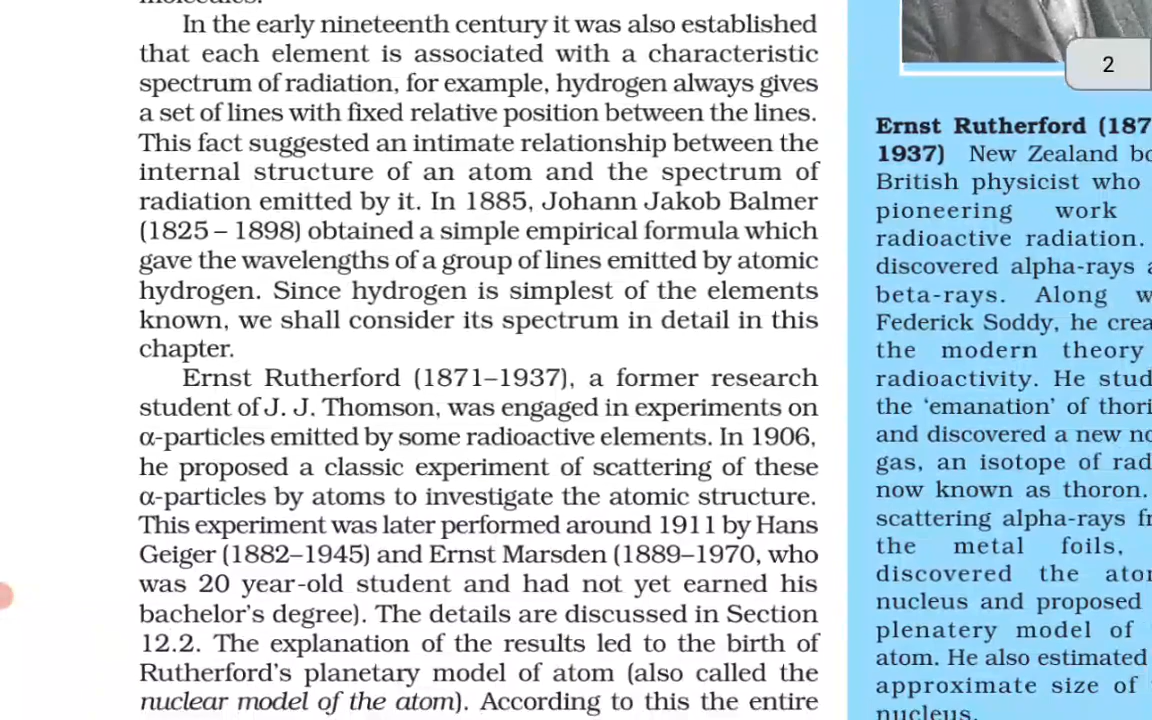 In the early nineteenth century it was also established
that each element is associated with a characteristic
spectrum of radiation, for example, hydrogen always gives
a set of lines with fixed relative position between the lines.
This fact suggested an intimate relationship between the
internal structure of an atom and the spectrum of
radiation emitted by it. In 1885, Johann Jakob Balmer
(1825 – 1898) obtained a simple empirical formula which
gave the wavelengths of a group of lines emitted by atomic
hydrogen. Since hydrogen is simplest of the elements
known, we shall consider its spectrum in detail in this
chapter.
Ernst Rutherford (1871–1937), a former research
student of J. J. Thomson, was engaged in experiments on
α-particles emitted by some radioactive elements. In 1906,
he proposed a classic experiment of scattering of these
α-particles by atoms to investigate the atomic structure.
This experiment was later performed around 1911 by Hans
Geiger (1882–1945) and Ernst Marsden (1889–1970, who
was 20 year-old student and had not yet earned his
bachelor's degree). The details are discussed in Section
12.2. The explanation of the results led to the birth of
Rutherford's planetary model of atom (also called the
nuclear model of the atom). According to this the entire
2
Ernst Rutherford (187
1937) New Zealand bo
British physicist who
pioneering work
radioactive radiation.
discovered alpha-rays a
beta-rays. Along w
Federick Soddy, he crea
the modern theory
radioactivity. He stud
the 'emanation' of thori
and discovered a new no
gas, an isotope of rad
now known as thoron.
scattering alpha-rays fr
the metal foils,
discovered the ato
nucleus and proposed
plenatery model of
atom. He also estimated
approximate size of
nucleus.